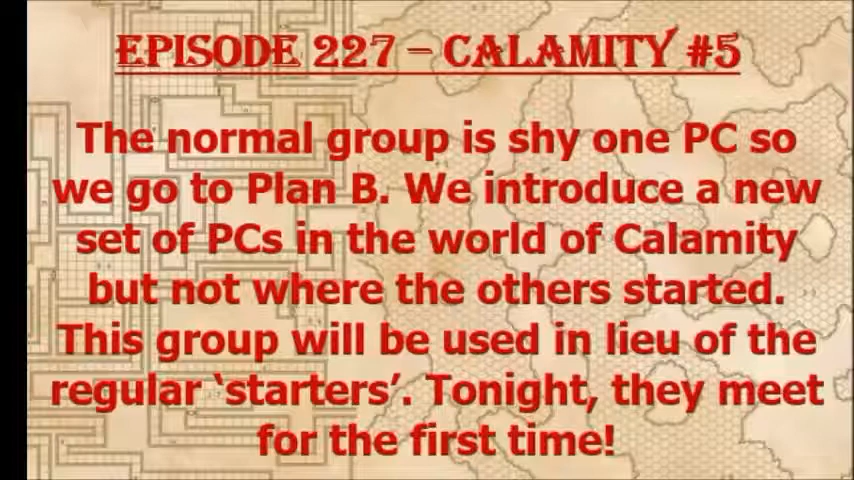 EPISODE 227 – CALAMITY #5
The normal group is shy one PC so
we go to Plan B. We introduce a new
set of PCs in the world of Calamity
but not where the others started.
This group will be used in lieu of the
regular ‘starters’. Tonight, they meet
for the first time!